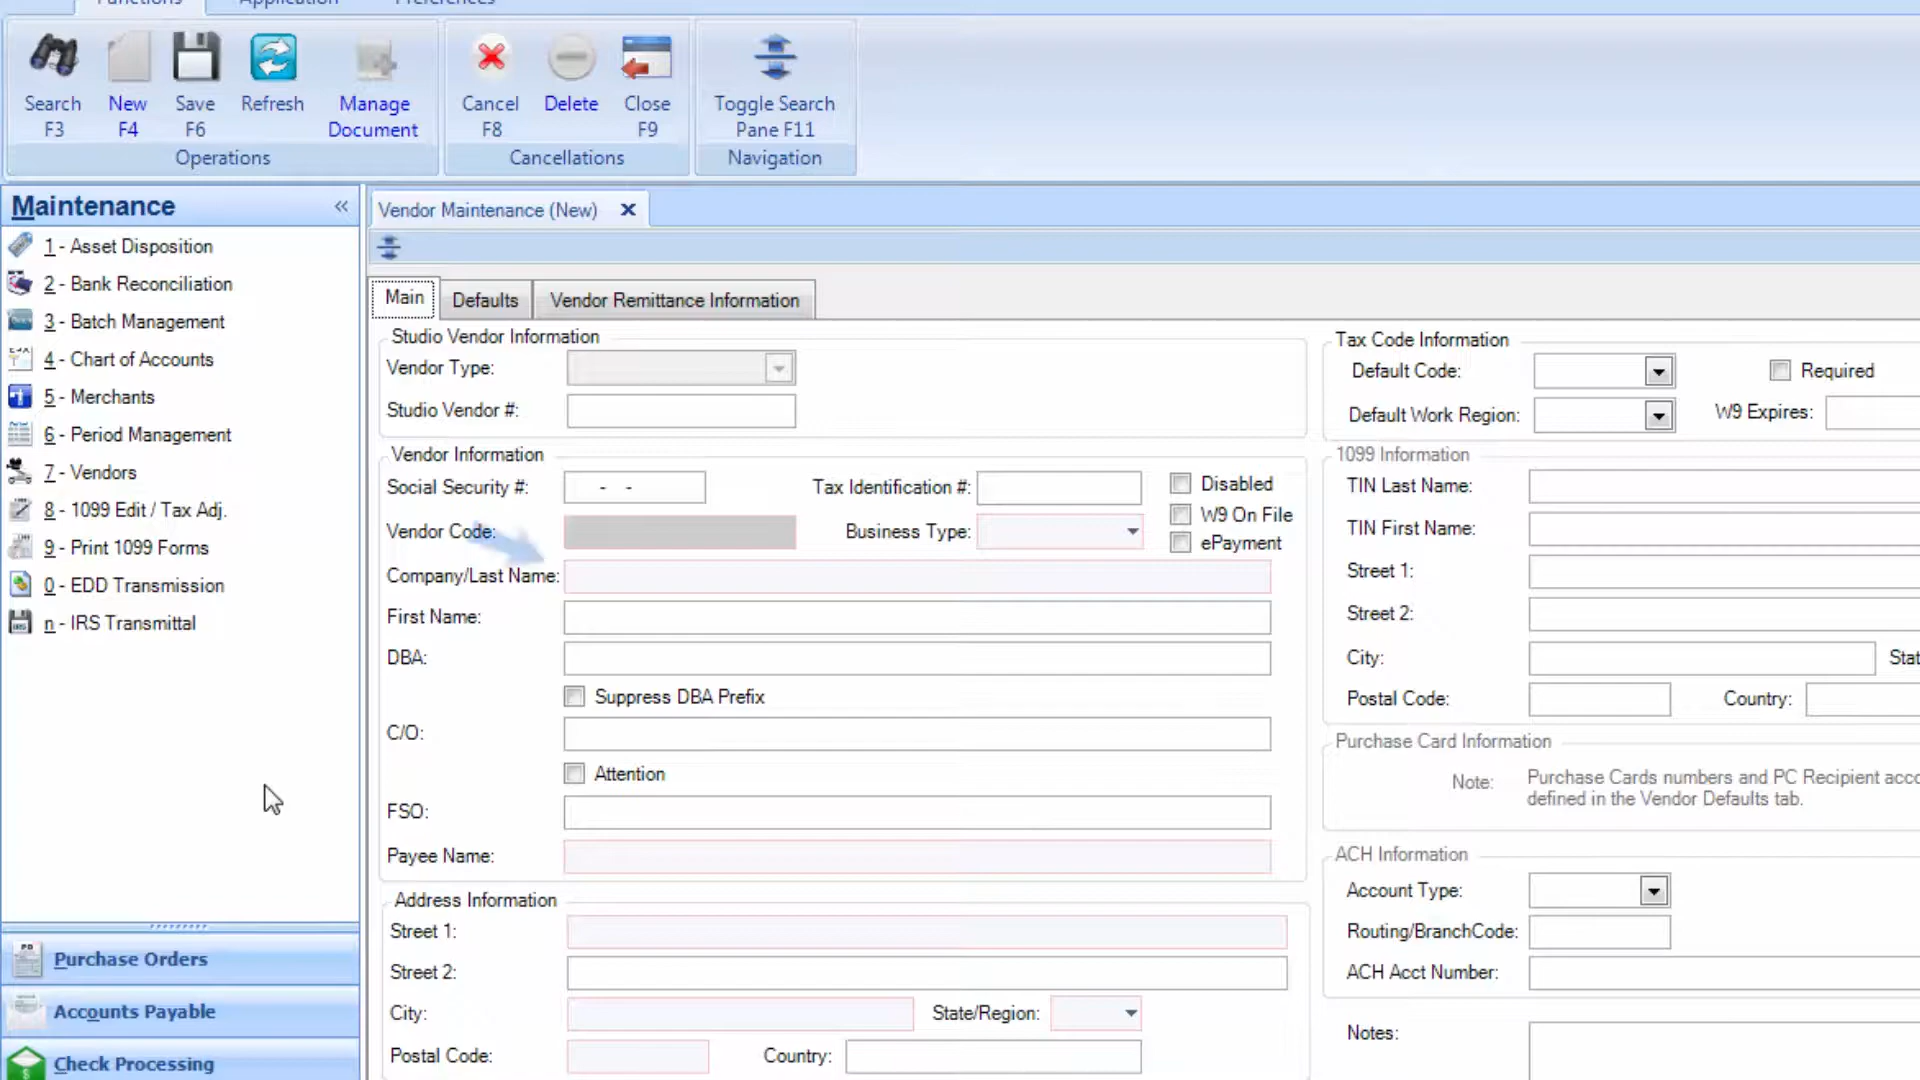 Functions Application Preferences
Search F3
New F4
Save F6
Refresh
Manage Document
Cancel F8
Delete
Close F9
Toggle Search Pane F11
Operations
Cancellations
Navigation
Maintenance «
1 - Asset Disposition
2 - Bank Reconciliation
3 - Batch Management
4 - Chart of Accounts
5 - Merchants
6 - Period Management
7 - Vendors
8 - 1099 Edit / Tax Adj.
9 - Print 1099 Forms
0 - EDD Transmission
n - IRS Transmittal
Purchase Orders
Accounts Payable
Check Processing
Vendor Maintenance (New)
Main Defaults Vendor Remittance Information
Studio Vendor Information
Vendor Type:
Studio Vendor #:
Vendor Information
Social Security #: - - Tax Identification #: Disabled
W9 On File
Vendor Code: Business Type:
ePayment
Company/Last Name:
First Name:
DBA:
Suppress DBA Prefix
C/O:
Attention
FSO:
Payee Name:
Address Information
Street 1:
Street 2:
City: State/Region:
Postal Code: Country:
Tax Code Information
Default Code: Required
Default Work Region: W9 Expires:
1099 Information
TIN Last Name:
TIN First Name:
Street 1:
Street 2:
City: Stat
Postal Code: Country:
Purchase Card Information
Note: Purchase Cards numbers and PC Recipient acco
defined in the Vendor Defaults tab.
ACH Information
Account Type:
Routing/BranchCode:
ACH Acct Number:
Notes: